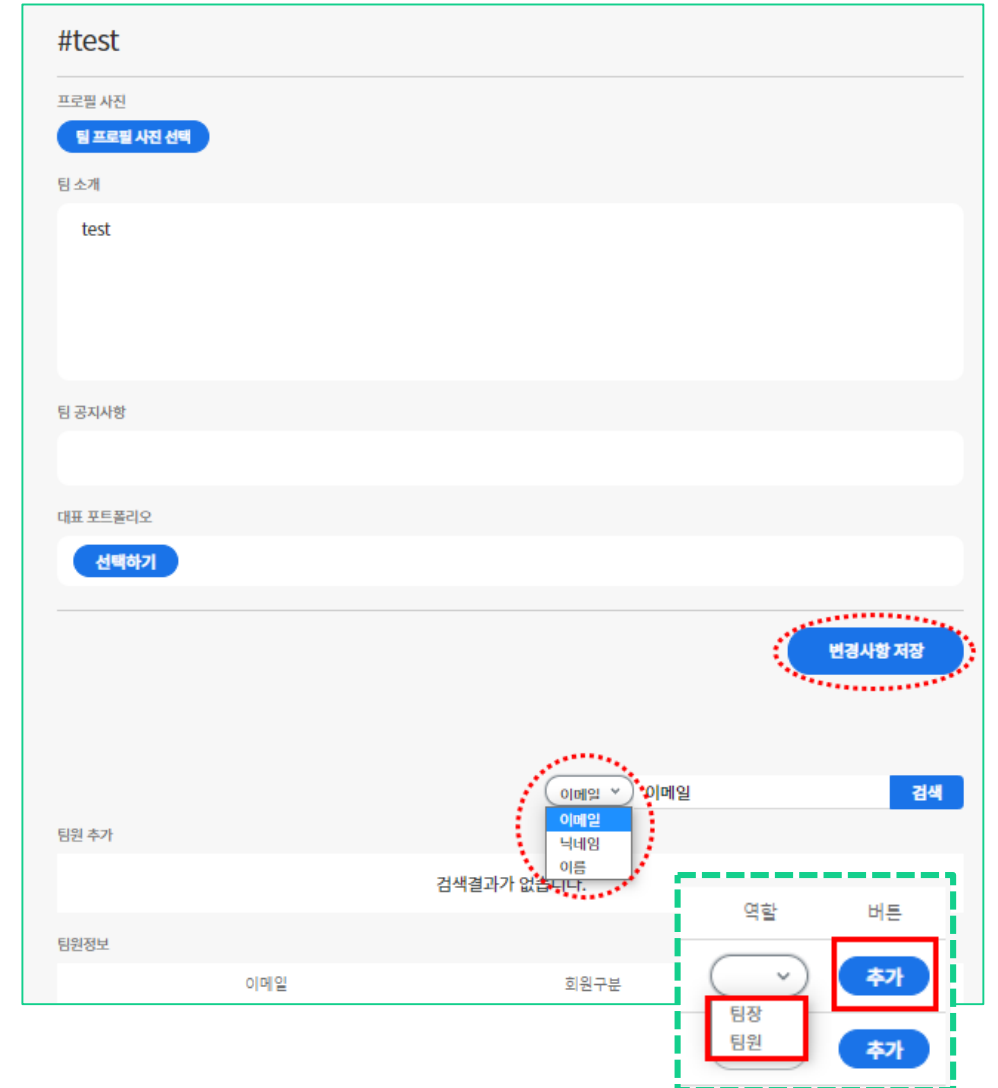 #test
프로필 사진
팀 프로필 사진 선택
팀 소개
test
팀 공지사항
대표 포트폴리오
선택하기
변경사항 저장
이메일 이메일 검색
이메일
닉네임
이름
팀원 추가
검색결과가 없습니다.
팀원정보
이메일 회원구분
역할 버튼
추가
팀장
팀원
추가